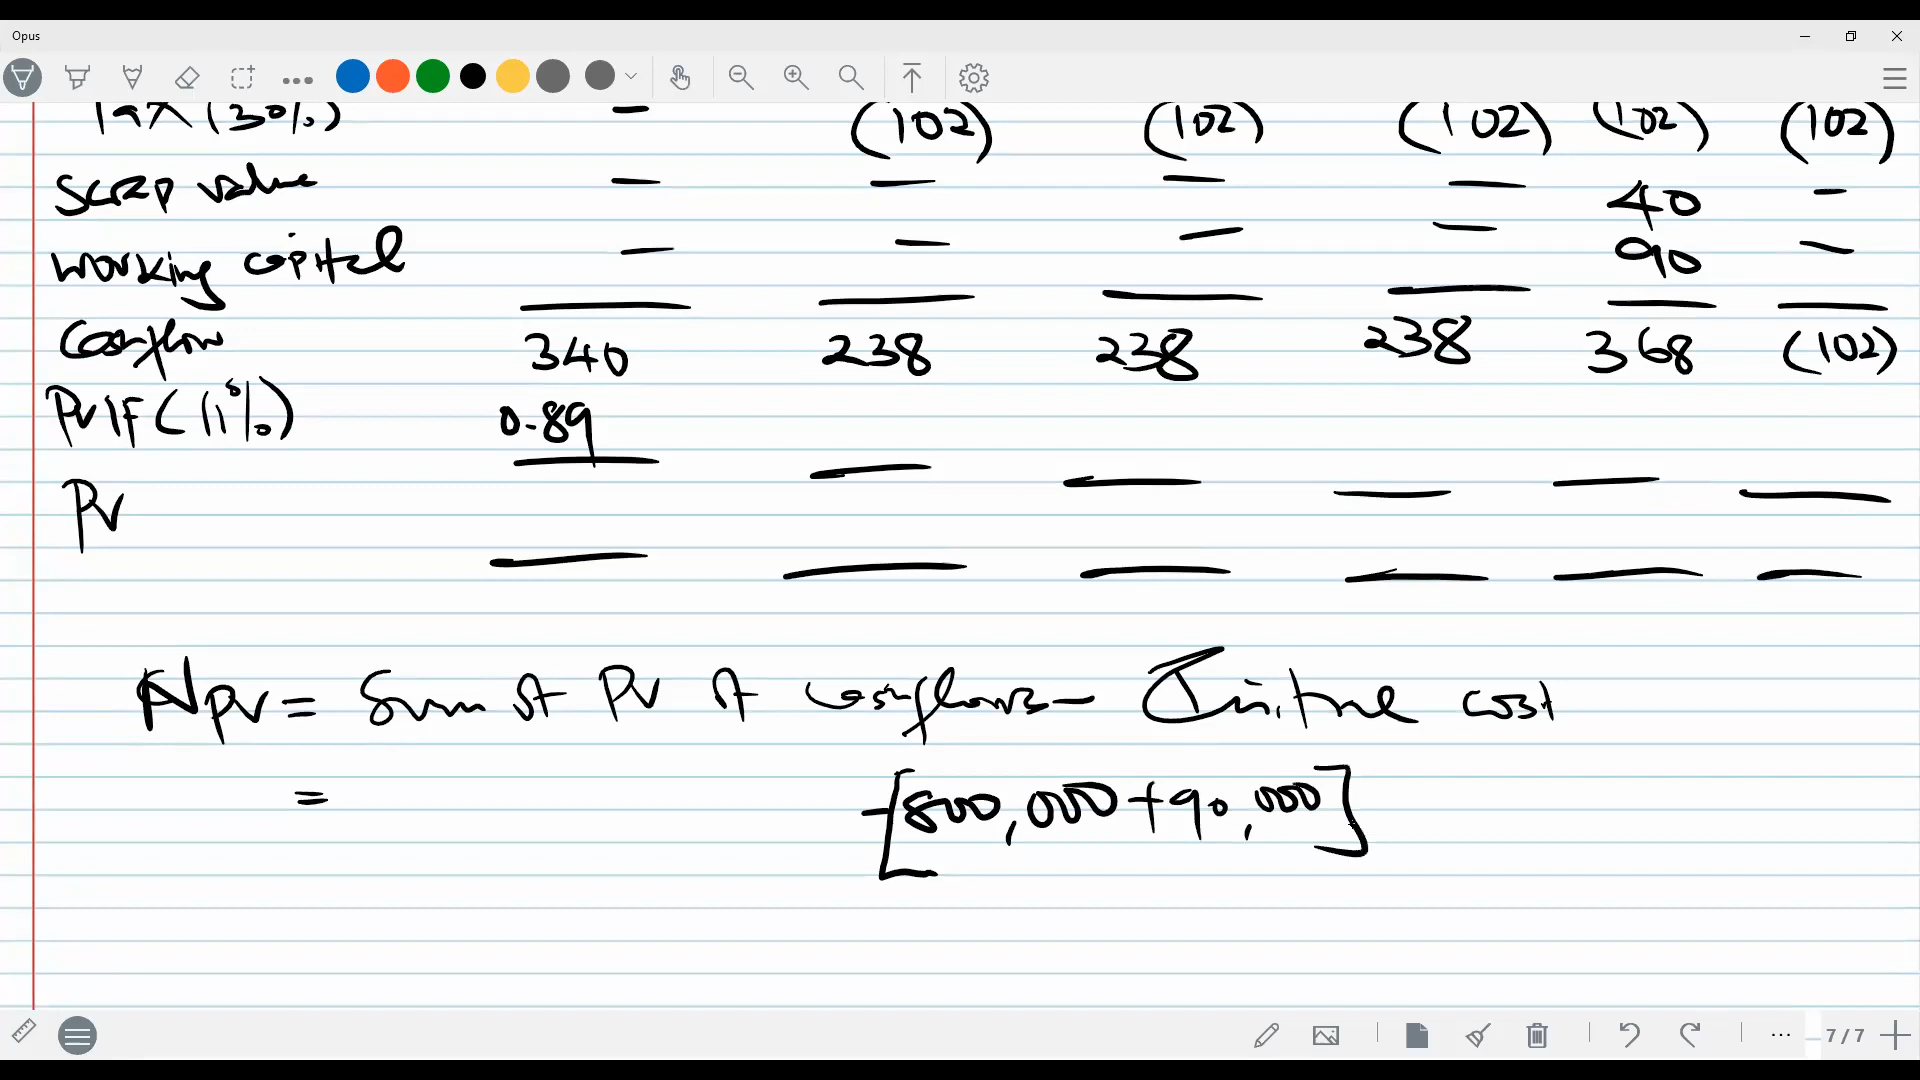 Opus
Tax (30%) – (102) (102) (102) (102) (102)
Scrap value – – – – 40 –
Working capital – – – – 90 –
Cashflow 340 238 238 238 368 (102)
PVIF (11%) 0.89
PV
NPV = Sum of PV of cashflows – Initial cost
= -[800,000 + 90,000]
7 / 7